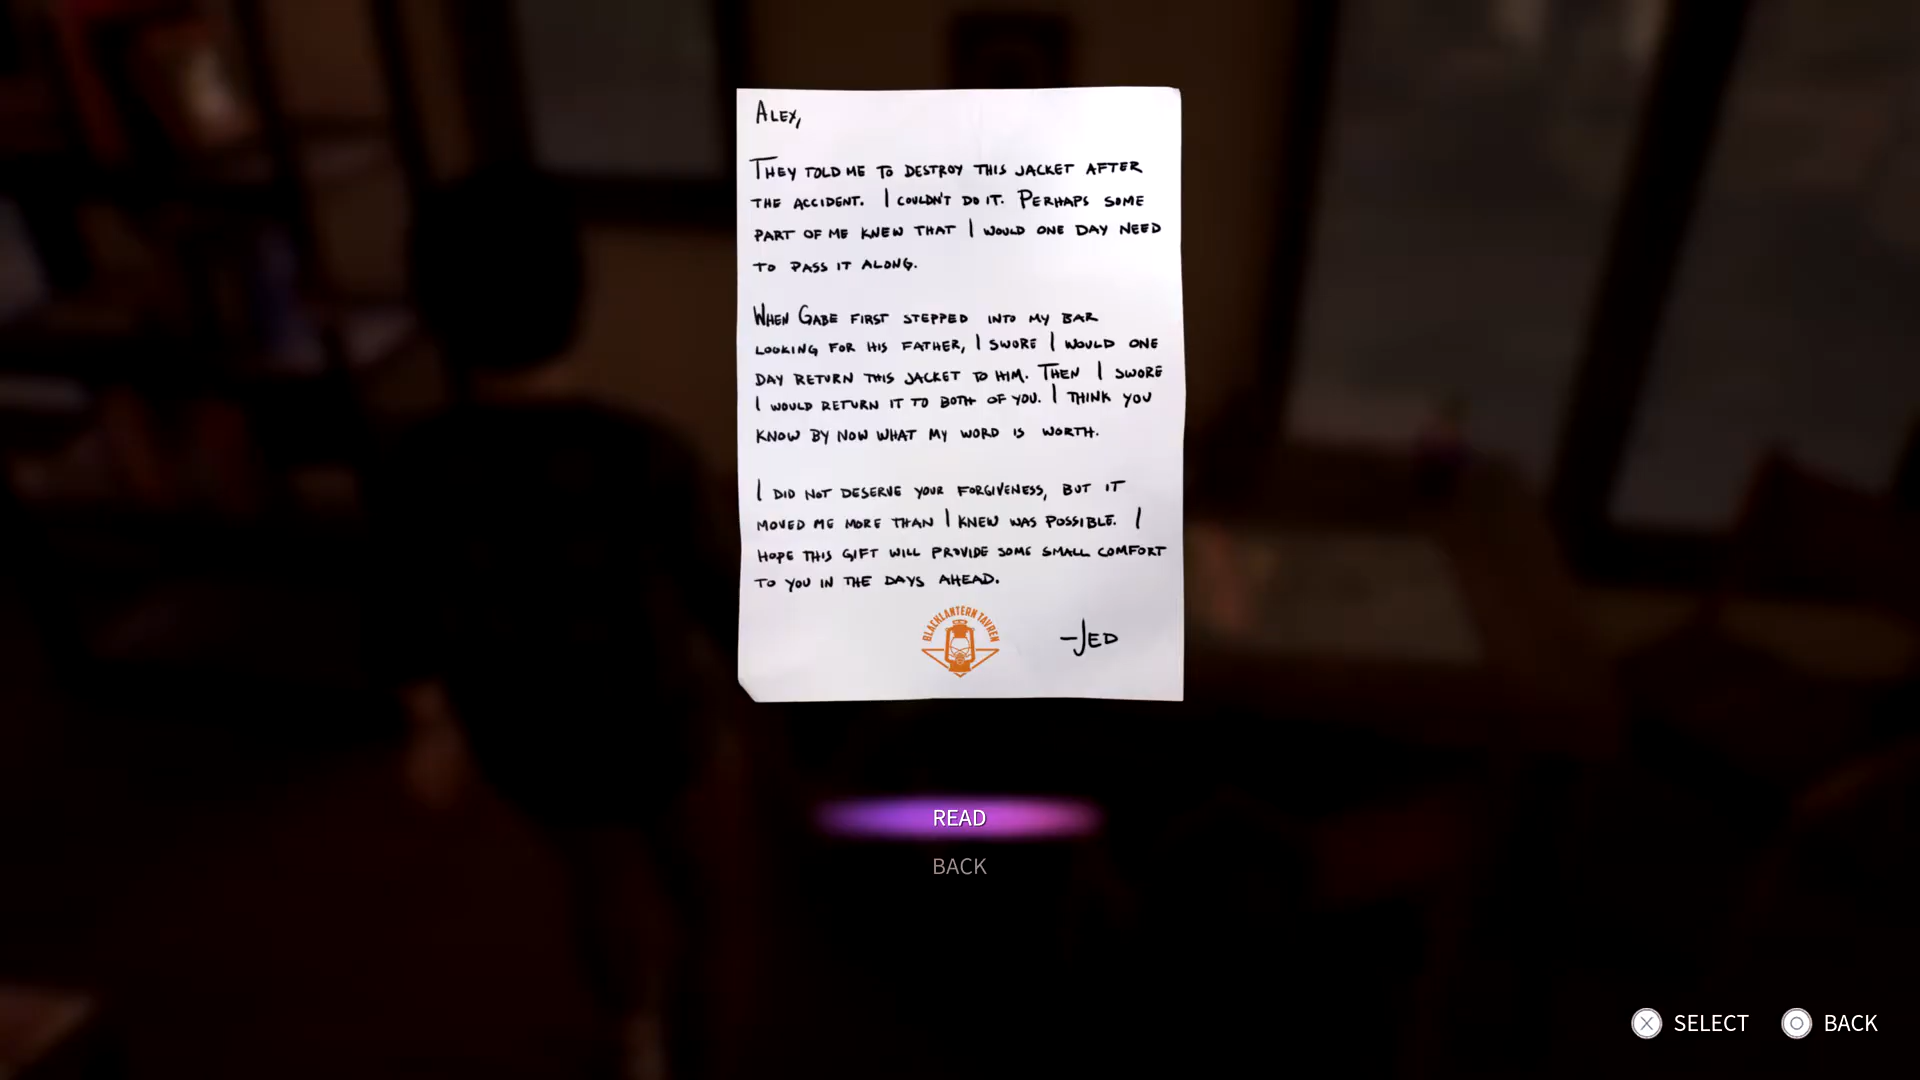 ALEX,
THEY TOLD ME TO DESTROY THIS JACKET AFTER
THE ACCIDENT. I COULDN'T DO IT. PERHAPS SOME
PART OF ME KNEW THAT I WOULD ONE DAY NEED
TO PASS IT ALONG.
WHEN GABE FIRST STEPPED INTO MY BAR
LOOKING FOR HIS FATHER, I SWORE I WOULD ONE
DAY RETURN THIS JACKET TO HIM. THEN I SWORE
I WOULD RETURN IT TO BOTH OF YOU. I THINK YOU
KNOW BY NOW WHAT MY WORD IS WORTH.
I DID NOT DESERVE YOUR FORGIVENESS, BUT IT
MOVED ME MORE THAN I KNEW WAS POSSIBLE. I
HOPE THIS GIFT WILL PROVIDE SOME SMALL COMFORT
TO YOU IN THE DAYS AHEAD.
BLACKLANTERN TAVREN
-JED
READ
BACK
SELECT BACK